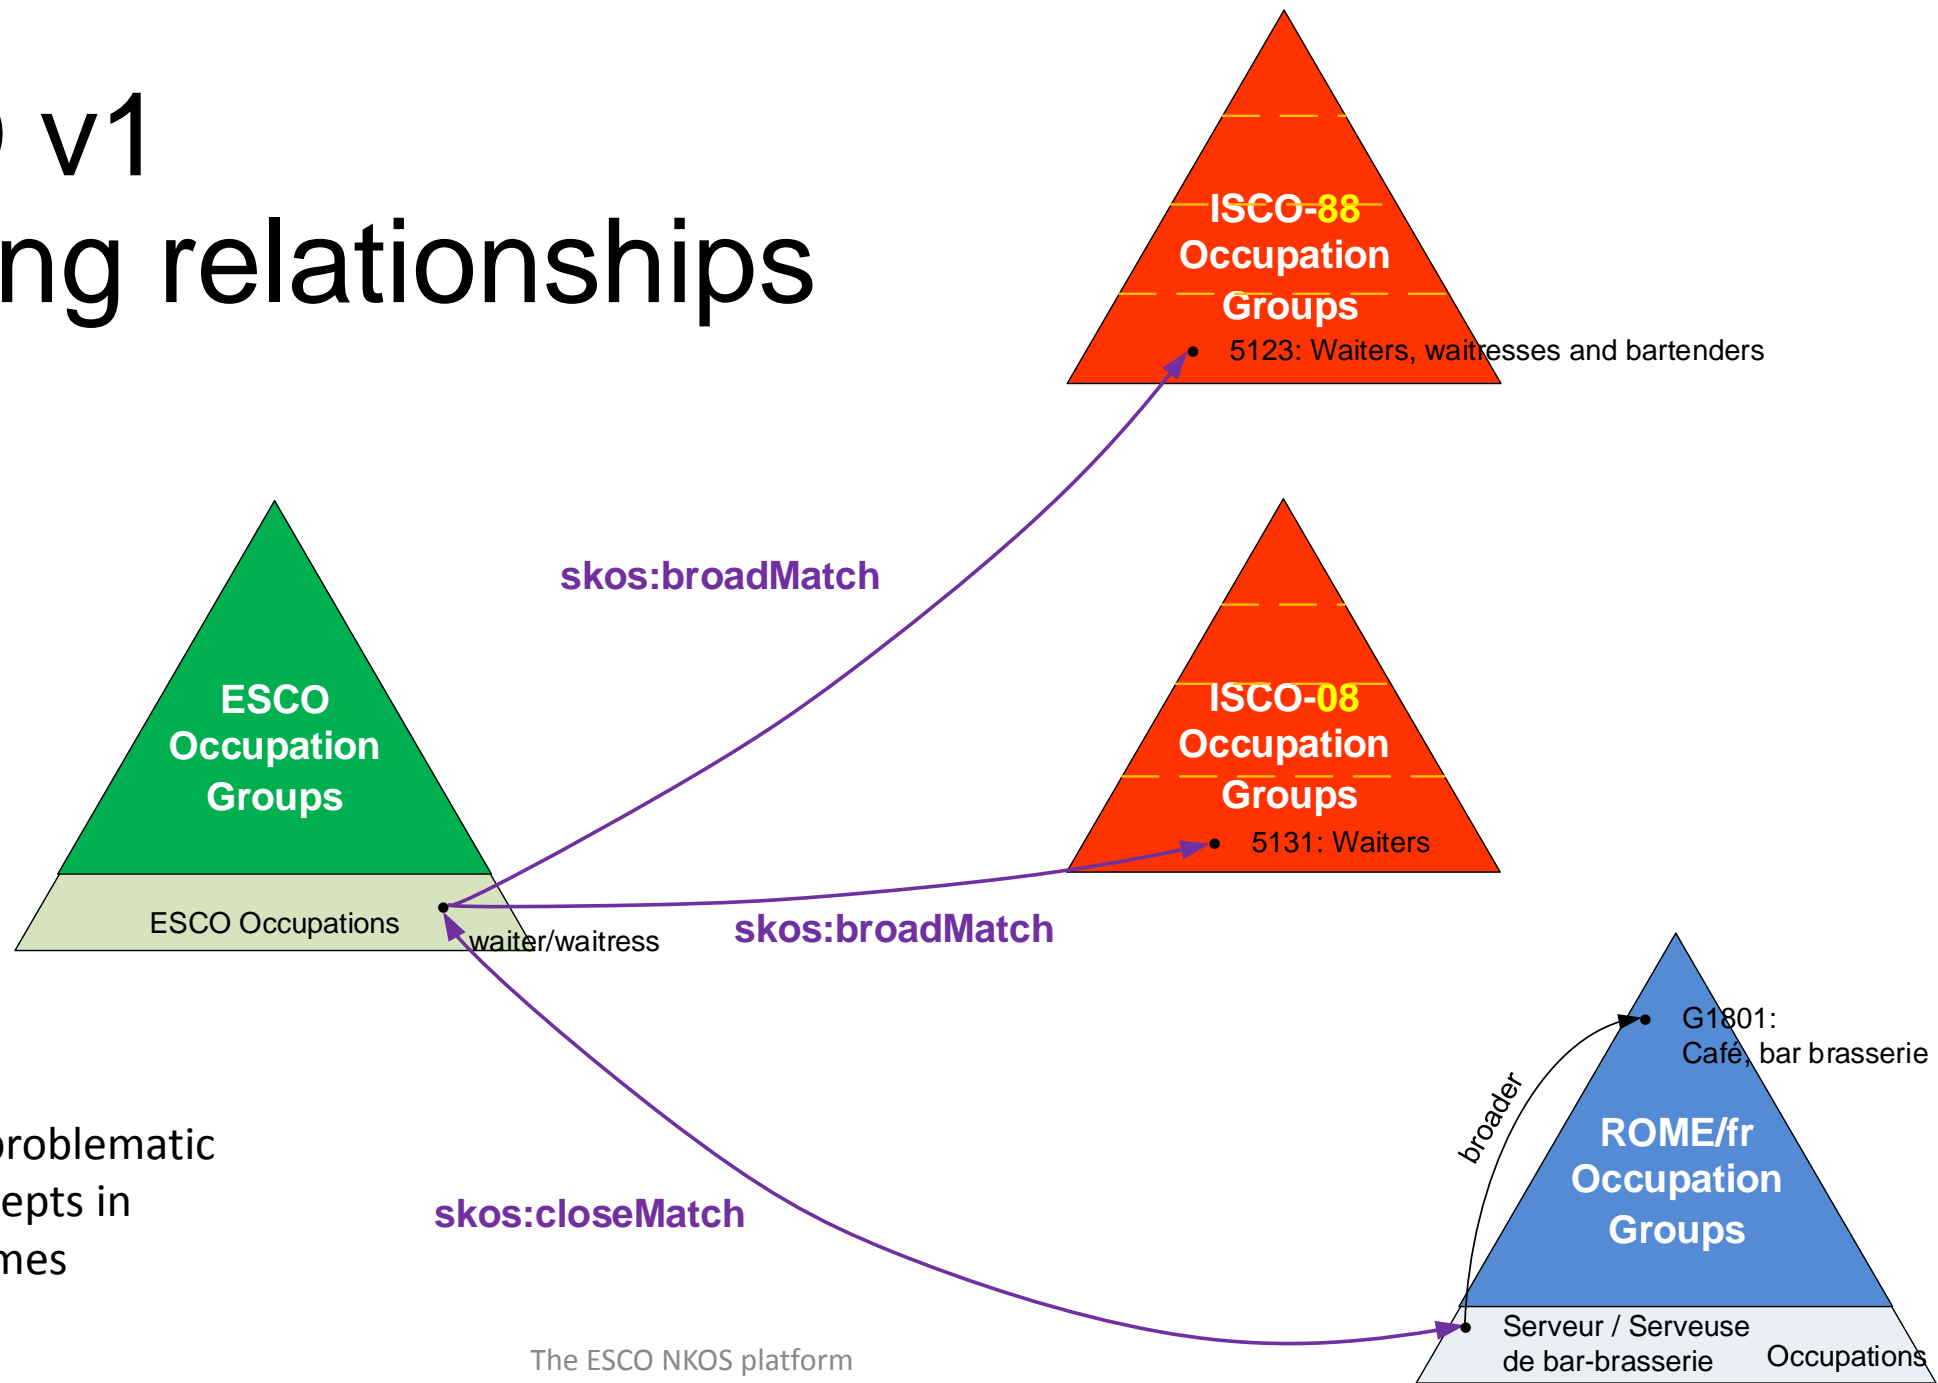 v1
ng relationships
ISCO-88
Occupation
Groups
5123: Waiters, waitresses and bartenders
skos:broadMatch
ESCO
Occupation
Groups
ESCO Occupations
waiter/waitress
ISCO-08
Occupation
Groups
5131: Waiters
skos:broadMatch
G1801:
Café, bar brasserie
broader
ROME/fr
Occupation
Groups
problematic
epts in
mes
skos:closeMatch
Serveur / Serveuse
de bar-brasserie
Occupations
The ESCO NKOS platform